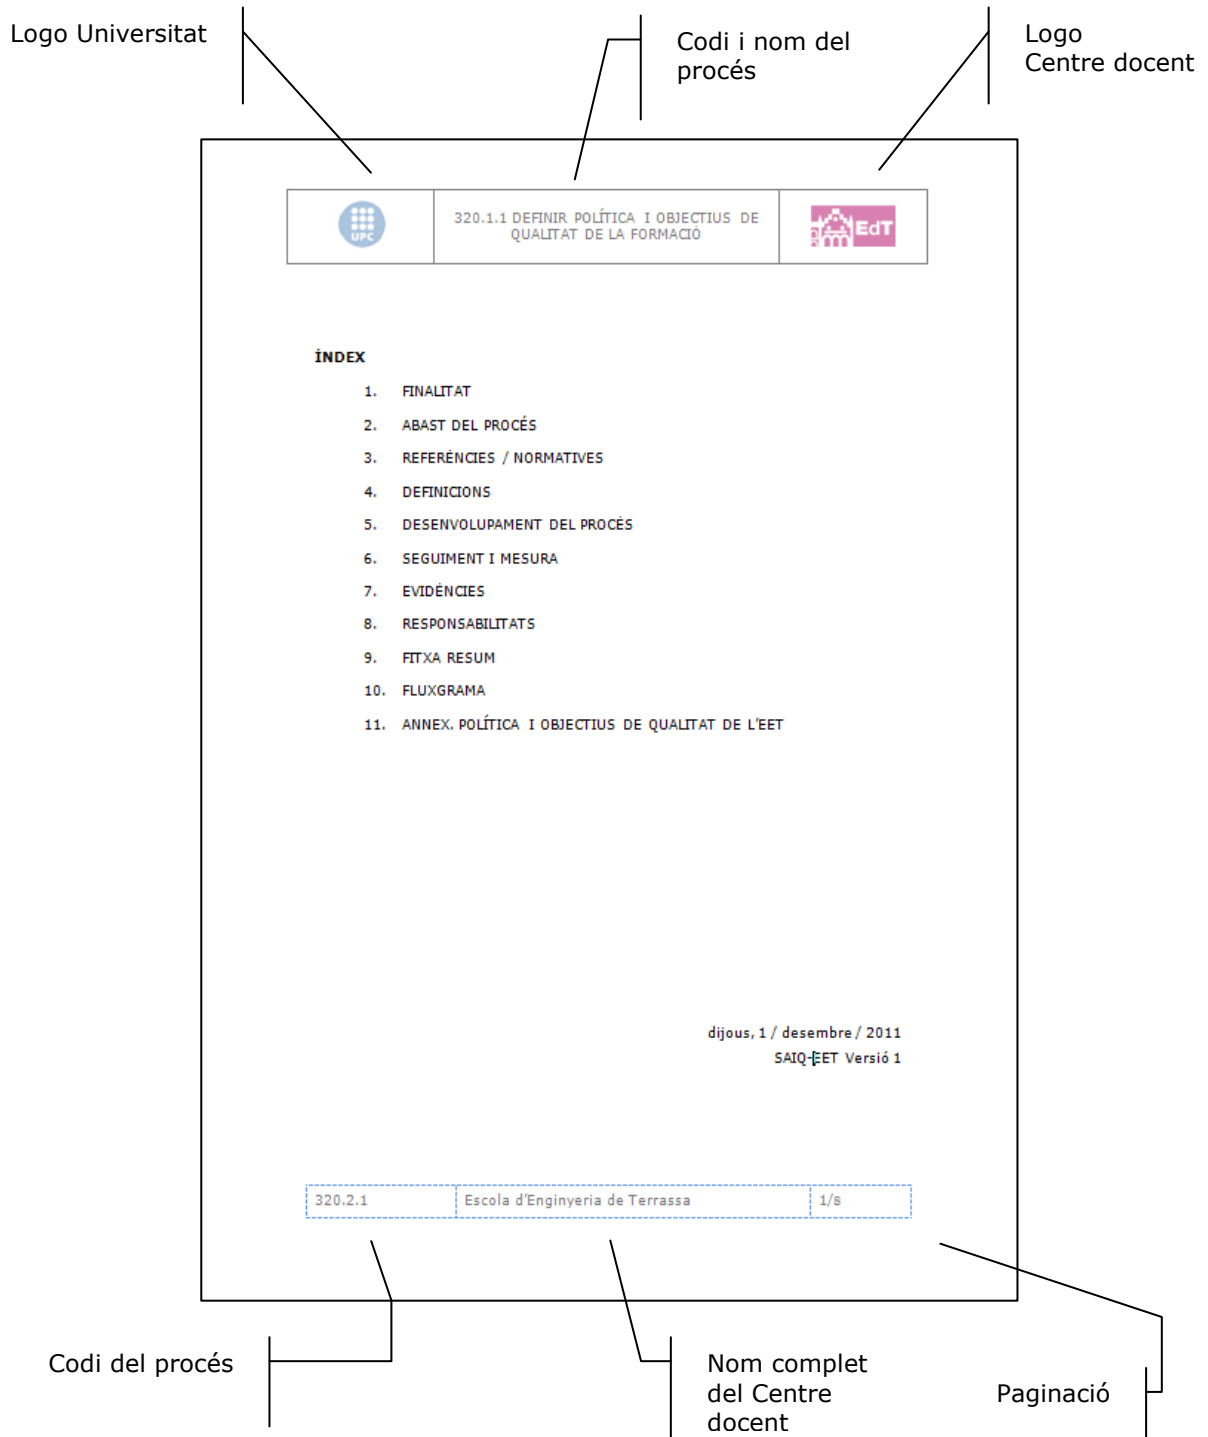 Logo Universitat
Codi i nom del
procés
Logo
Centre docent
UPC
320.1.1 DEFINIR POLÍTICA I OBJECTIUS DE
QUALITAT DE LA FORMACIÓ
EdT
ÍNDEX
1. FINALITAT
2. ABAST DEL PROCÉS
3. REFERÈNCIES / NORMATIVES
4. DEFINICIONS
5. DESENVOLUPAMENT DEL PROCÉS
6. SEGUIMENT I MESURA
7. EVIDÈNCIES
8. RESPONSABILITATS
9. FITXA RESUM
10. FLUXGRAMA
11. ANNEX. POLÍTICA I OBJECTIUS DE QUALITAT DE L'EET
dijous, 1 / desembre / 2011
SAIQ-EET Versió 1
320.2.1 Escola d'Enginyeria de Terrassa 1/8
Codi del procés
Nom complet
del Centre
docent
Paginació